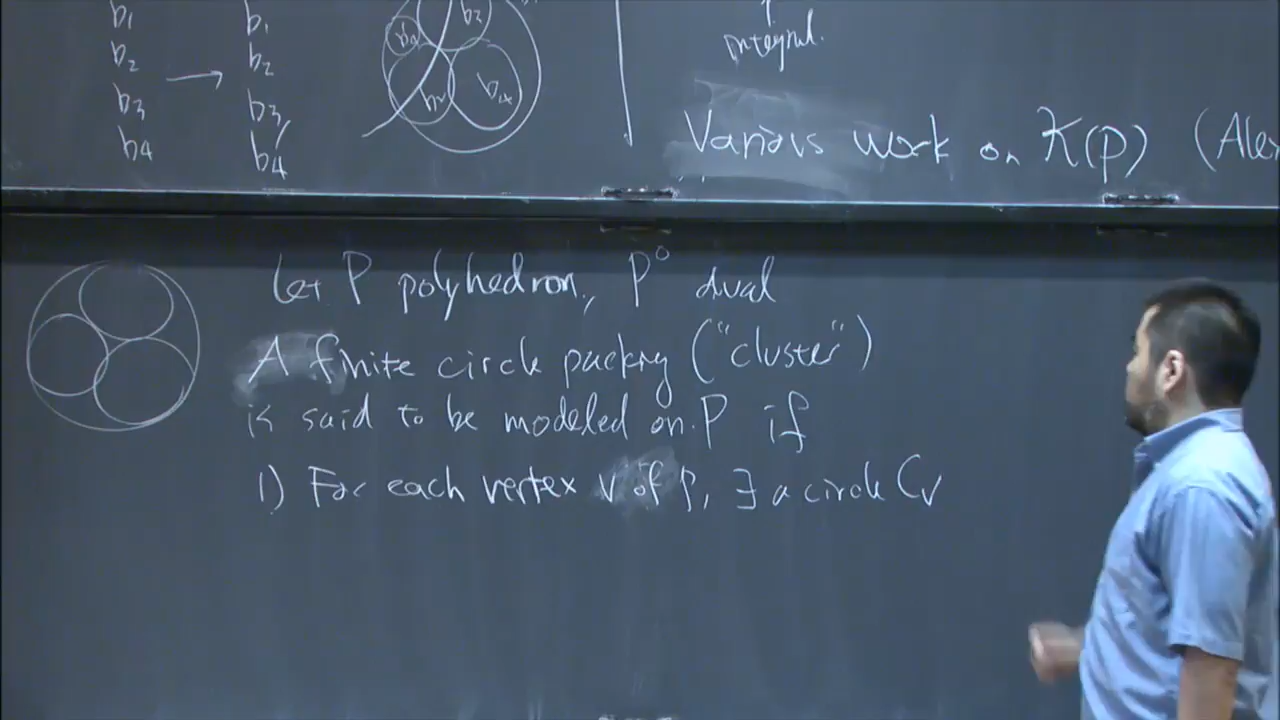 b₁ b₁
b₂ → b₂
b₃ b₃
b₄ b₄′
b₂
integral.
Various work on K(P) (Alex
Let P polyhedron, P° dual
A finite circle packing ("cluster")
is said to be modeled on P if
1) For each vertex v of P, ∃ a circle Cᵥ